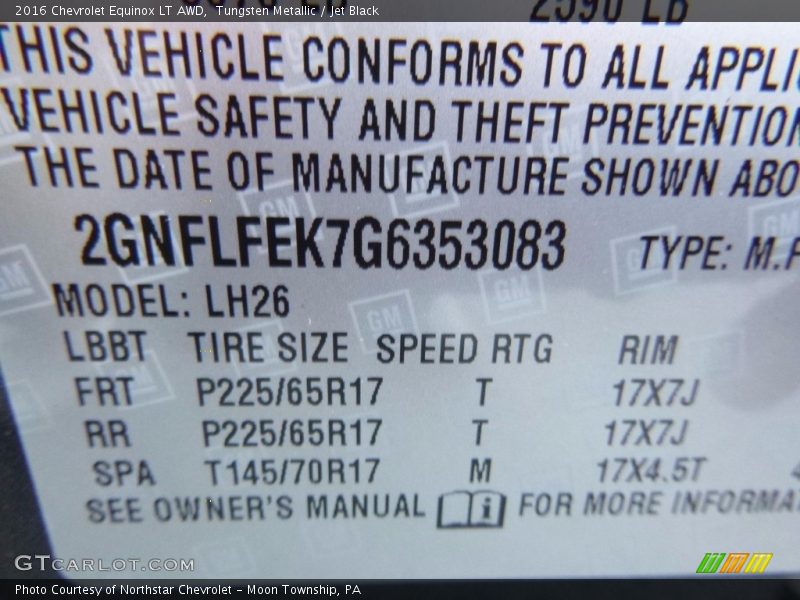 2016 Chevrolet Equinox LT AWD, Tungsten Metallic / Jet Black
2590 LB
THIS VEHICLE CONFORMS TO ALL APPLI
VEHICLE SAFETY AND THEFT PREVENTION
THE DATE OF MANUFACTURE SHOWN ABO
2GNFLFEK7G6353083 TYPE: M.P
MODEL: LH26
LBBT TIRE SIZE SPEED RTG RIM
FRT P225/65R17 T 17X7J
RR P225/65R17 T 17X7J
SPA T145/70R17 M 17X4.5T
SEE OWNER'S MANUAL i FOR MORE INFORMA
GTCARLOT.COM
Photo Courtesy of Northstar Chevrolet - Moon Township, PA